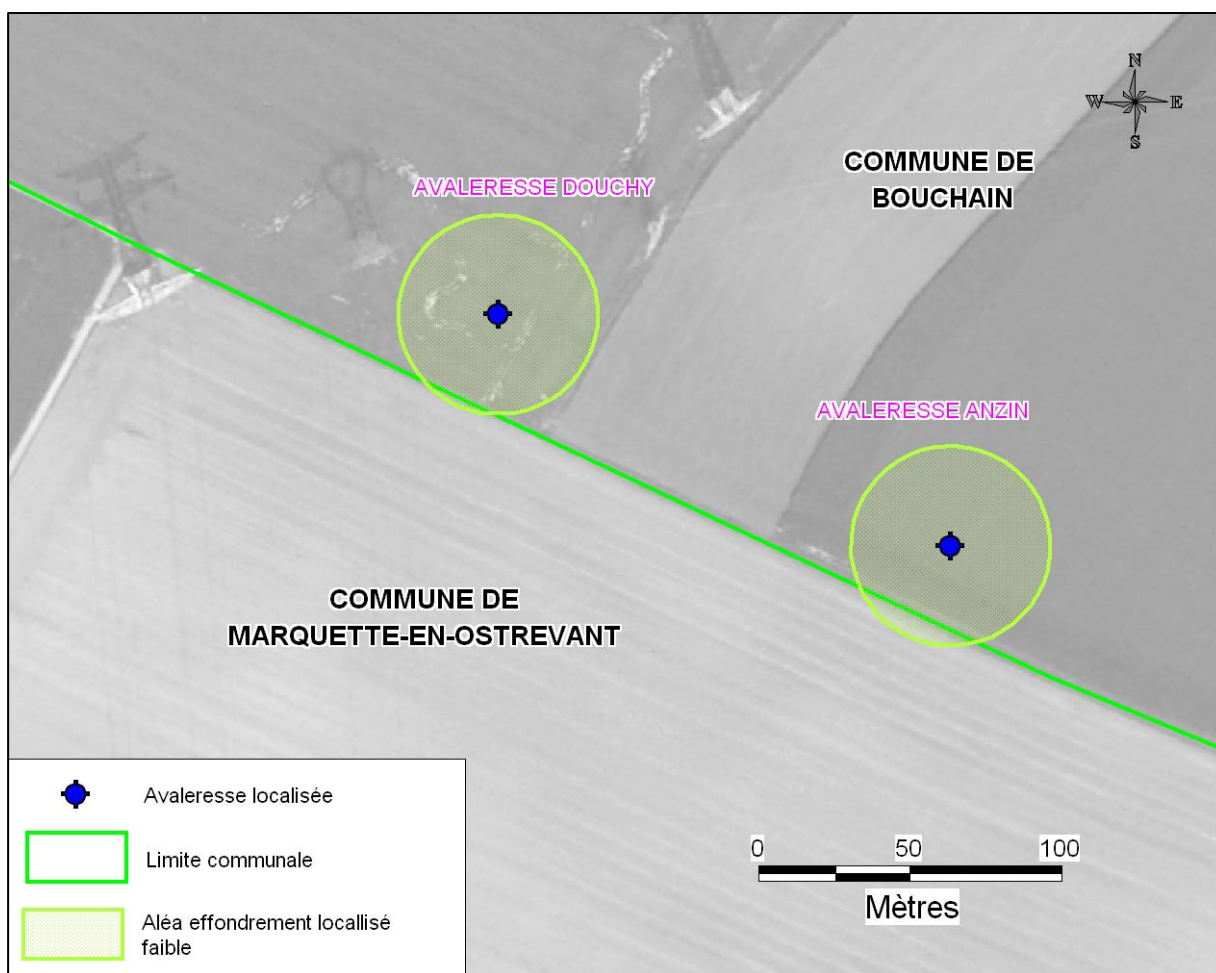 N
W E
S
COMMUNE DE
BOUCHAIN
AVALERESSE DOUCHY
AVALERESSE ANZIN
COMMUNE DE
MARQUETTE-EN-OSTREVANT
Avaleresse localisée
Limite communale
Aléa effondrement locallisé
faible
0 50 100
Mètres